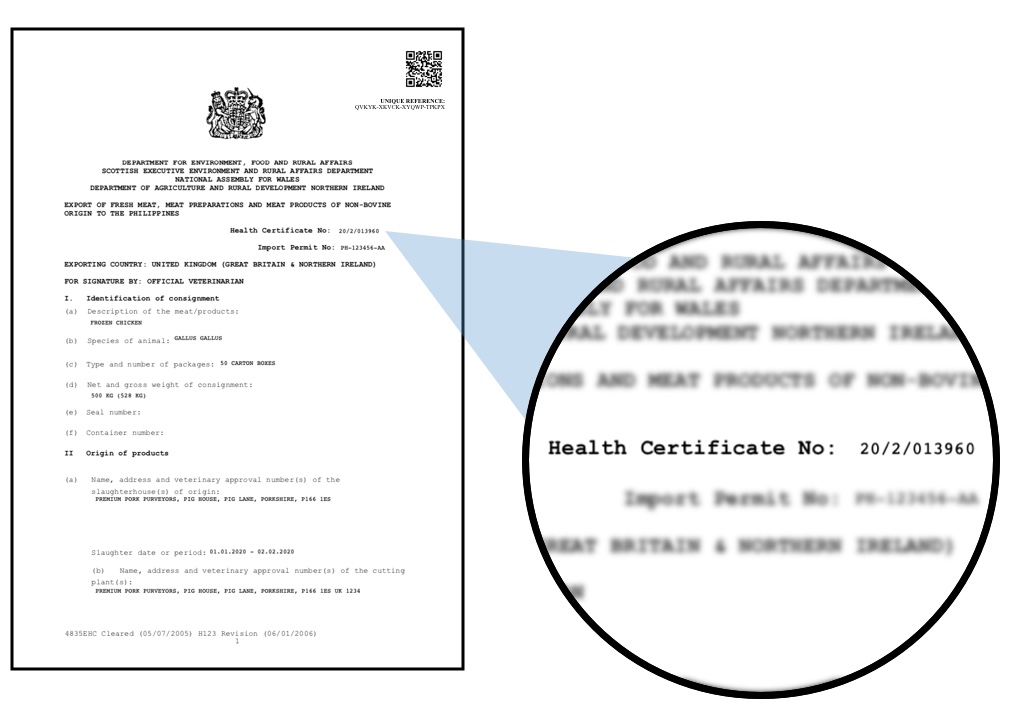 UNIQUE REFERENCE:
QVKYK-XKVCK-XYQWP-TPKPX
DEPARTMENT FOR ENVIRONMENT, FOOD AND RURAL AFFAIRS
SCOTTISH EXECUTIVE ENVIRONMENT AND RURAL AFFAIRS DEPARTMENT
NATIONAL ASSEMBLY FOR WALES
DEPARTMENT OF AGRICULTURE AND RURAL DEVELOPMENT NORTHERN IRELAND
EXPORT OF FRESH MEAT, MEAT PREPARATIONS AND MEAT PRODUCTS OF NON-BOVINE
ORIGIN TO THE PHILIPPINES
Health Certificate No: 20/2/013960
Import Permit No: PH-123456-AA
EXPORTING COUNTRY: UNITED KINGDOM (GREAT BRITAIN & NORTHERN IRELAND)
FOR SIGNATURE BY: OFFICIAL VETERINARIAN
I. Identification of consignment
(a) Description of the meat/products:
FROZEN CHICKEN
(b) Species of animal: GALLUS GALLUS
(c) Type and number of packages: 50 CARTON BOXES
(d) Net and gross weight of consignment:
500 KG (528 KG)
(e) Seal number:
(f) Container number:
II Origin of products
(a) Name, address and veterinary approval number(s) of the
slaughterhouse(s) of origin:
PREMIUM PORK PURVEYORS, PIG HOUSE, PIG LANE, PORKSHIRE, P166 1ES
Slaughter date or period: 01.01.2020 - 02.02.2020
(b) Name, address and veterinary approval number(s) of the cutting
plant(s):
PREMIUM PORK PURVEYORS, PIG HOUSE, PIG LANE, PORKSHIRE, P166 1ES UK 1234
4835EHC Cleared (05/07/2005) H123 Revision (06/01/2006)
1
OD AND RURAL AFFAIRS
D RURAL AFFAIRS DEPARTME
LY FOR WALES
RAL DEVELOPMENT NORTHERN IRELA
ONS AND MEAT PRODUCTS OF NON-BOVIN
Health Certificate No: 20/2/013960
Import Permit No: PH-123456-AA
REAT BRITAIN & NORTHERN IRELAND)